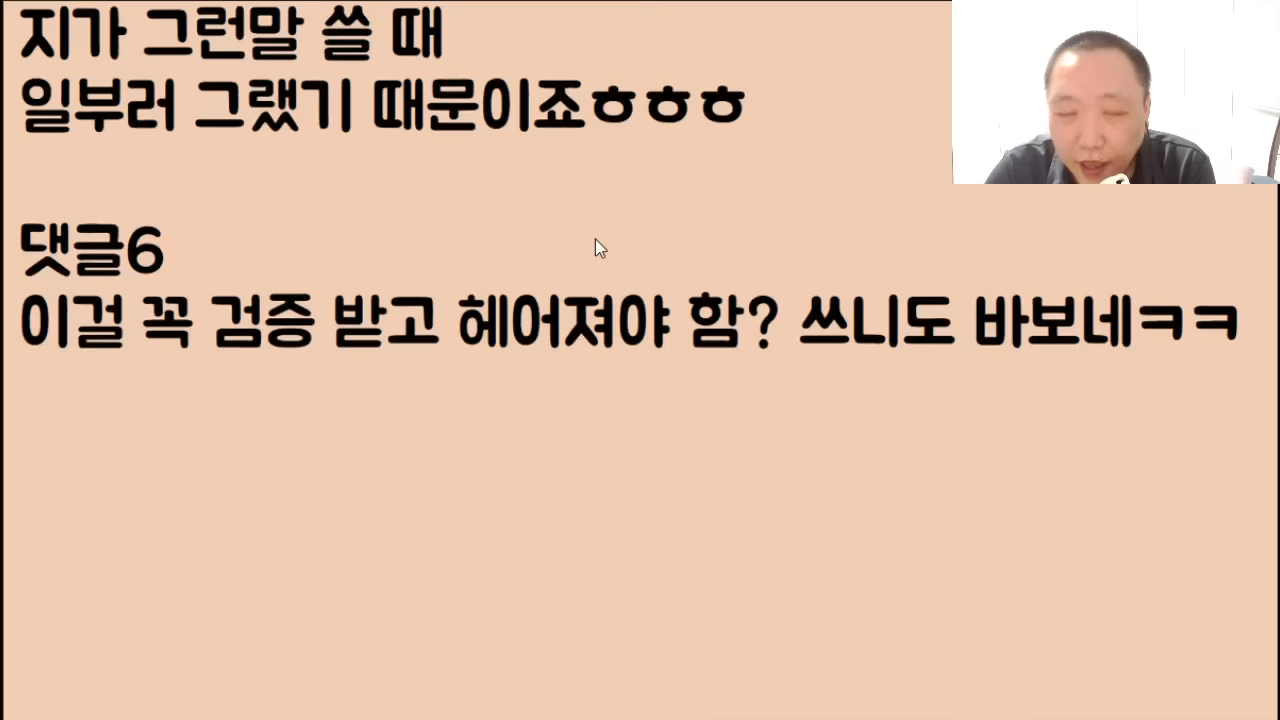 지가 그런말 쓸 때
일부러 그랬기 때문이죠ㅎㅎㅎ
댓글6
이걸 꼭 검증 받고 헤어져야 함? 쓰니도 바보네ㅋㅋ